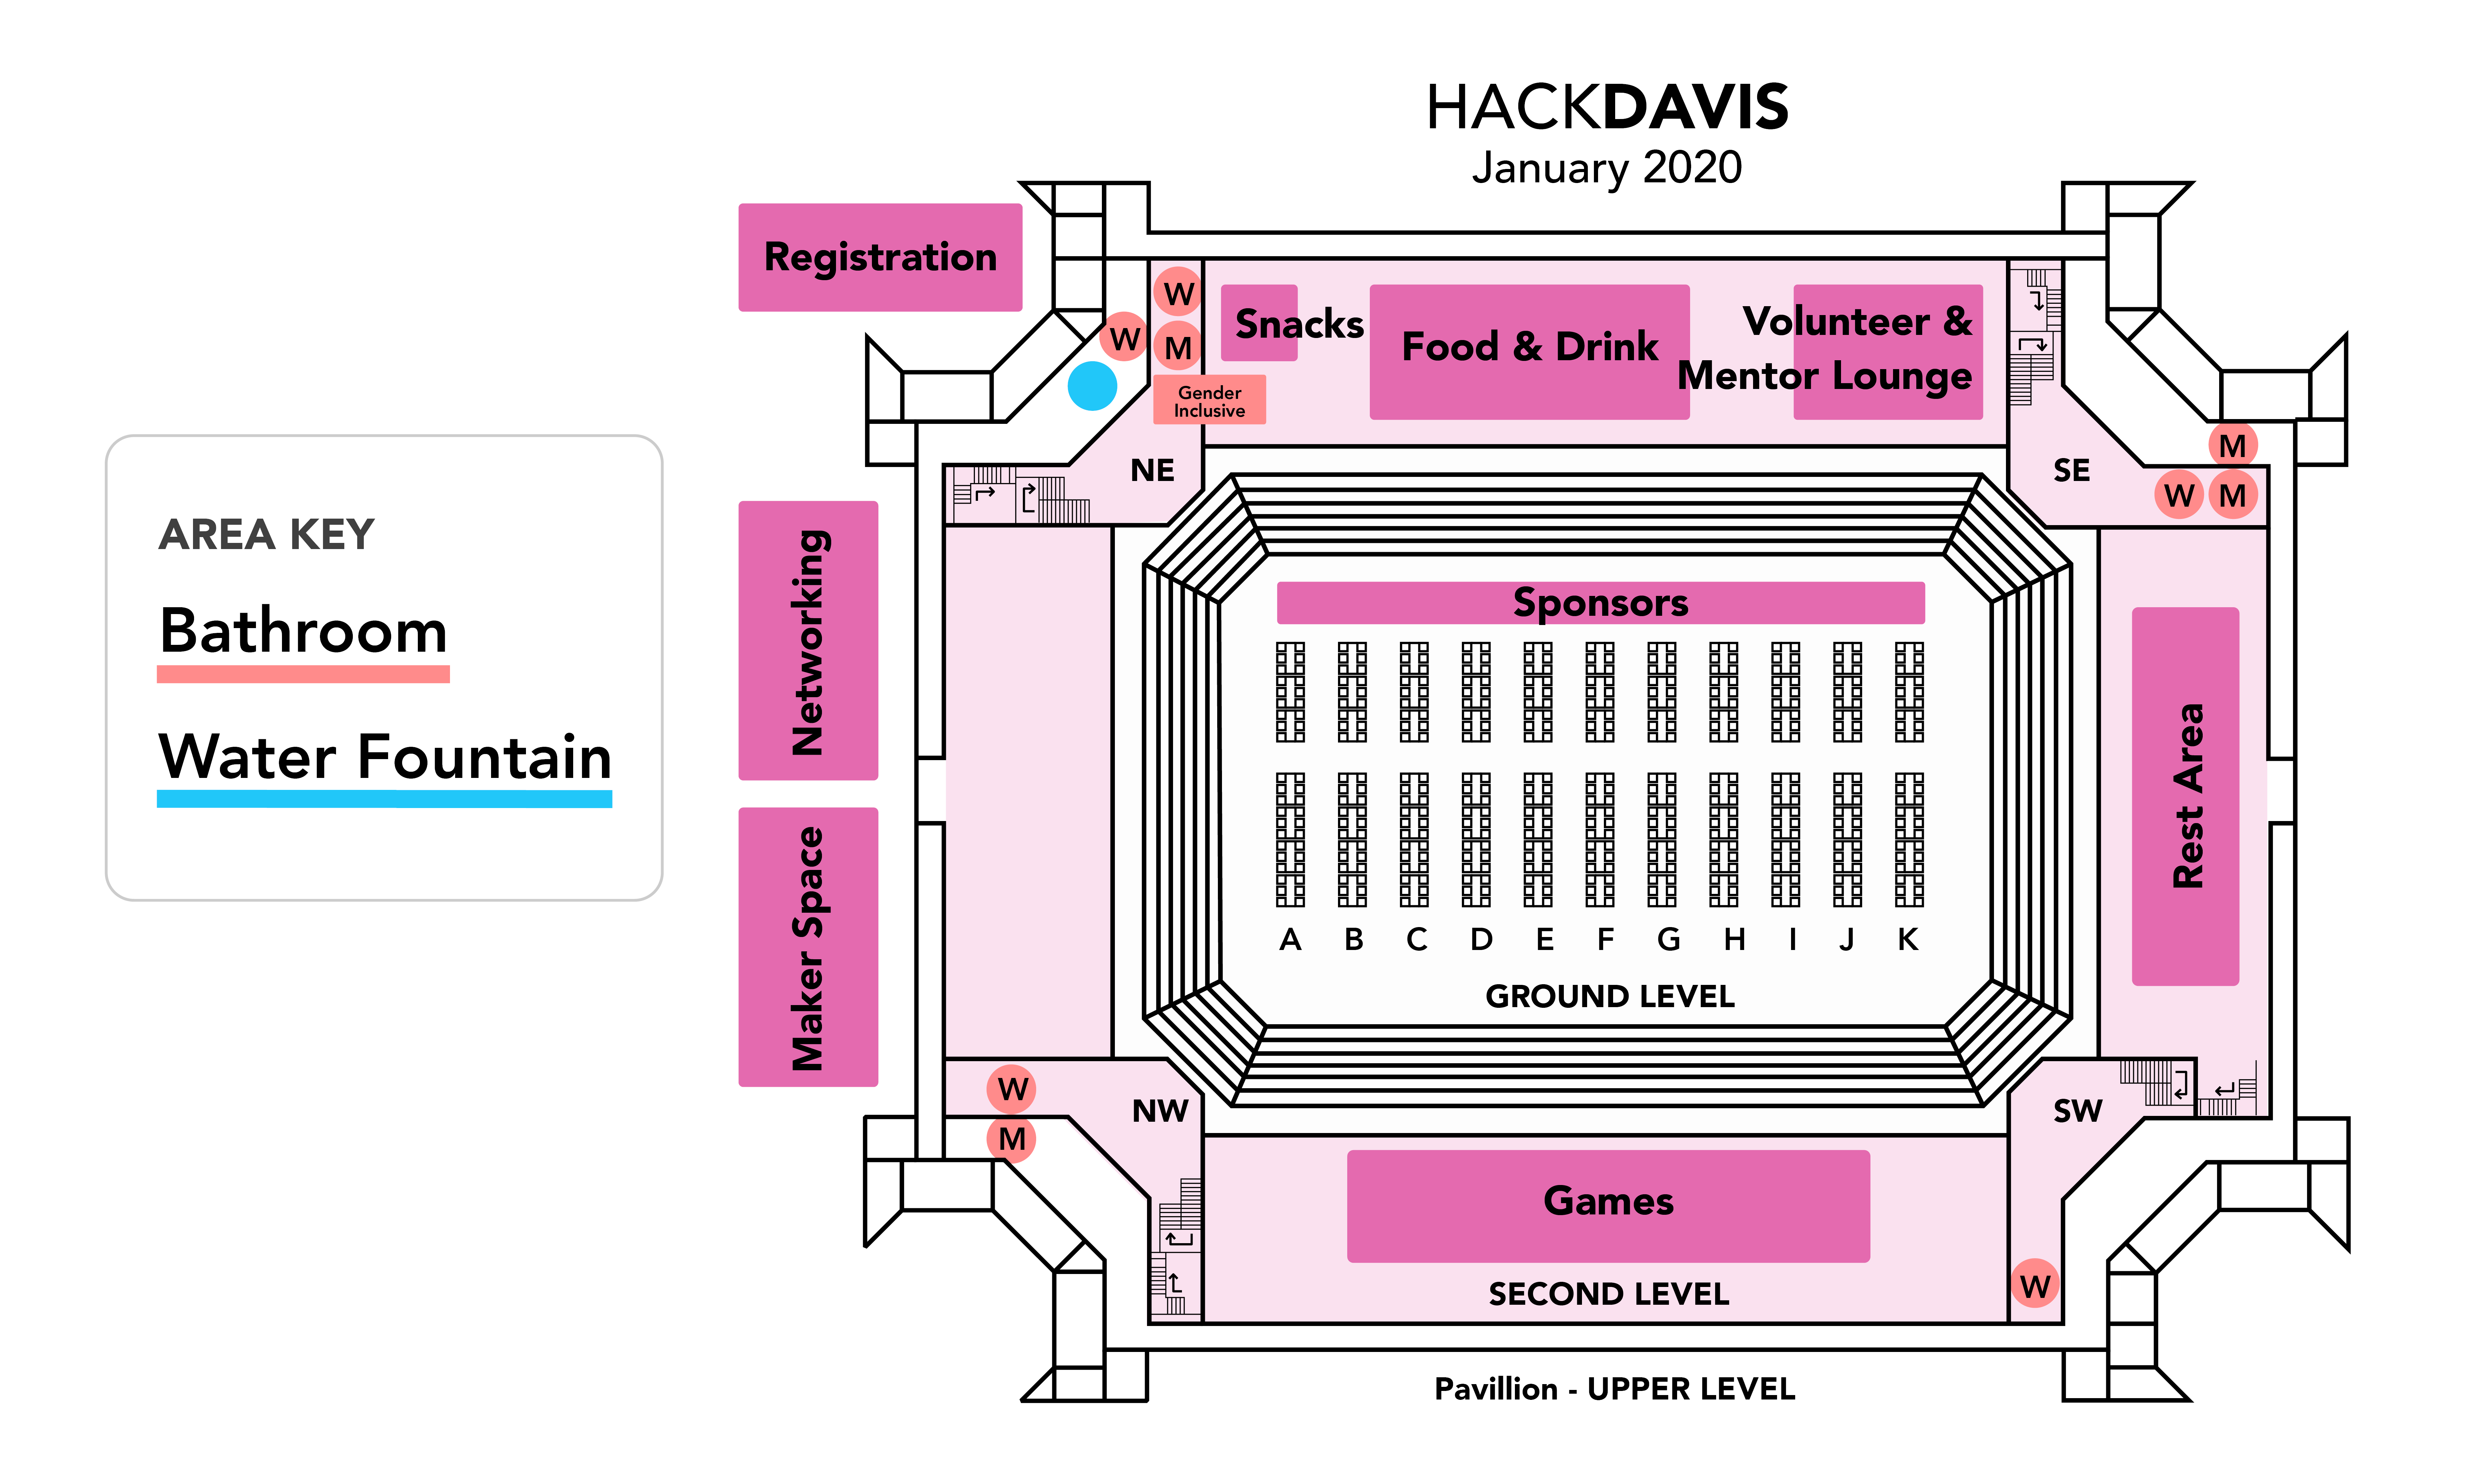 HACKDAVIS
January 2020
Registration
W
W
M
Gender
Inclusive
Snacks
Food & Drink
Volunteer &
Mentor Lounge
NE
SE
M
W
M
AREA KEY
Bathroom
Water Fountain
Networking
Maker Space
Sponsors
Rest Area
A B C D E F G H I J K
GROUND LEVEL
W
M
NW
SW
Games
SECOND LEVEL
W
Pavillion - UPPER LEVEL